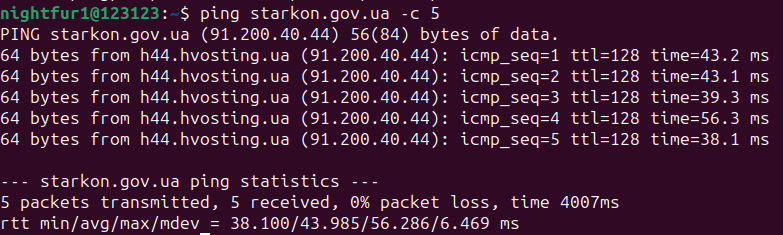 nightfur1@123123:~$ ping starkon.gov.ua -c 5
PING starkon.gov.ua (91.200.40.44) 56(84) bytes of data.
64 bytes from h44.hvosting.ua (91.200.40.44): icmp_seq=1 ttl=128 time=43.2 ms
64 bytes from h44.hvosting.ua (91.200.40.44): icmp_seq=2 ttl=128 time=43.1 ms
64 bytes from h44.hvosting.ua (91.200.40.44): icmp_seq=3 ttl=128 time=39.3 ms
64 bytes from h44.hvosting.ua (91.200.40.44): icmp_seq=4 ttl=128 time=56.3 ms
64 bytes from h44.hvosting.ua (91.200.40.44): icmp_seq=5 ttl=128 time=38.1 ms
--- starkon.gov.ua ping statistics ---
5 packets transmitted, 5 received, 0% packet loss, time 4007ms
rtt min/avg/max/mdev = 38.100/43.985/56.286/6.469 ms